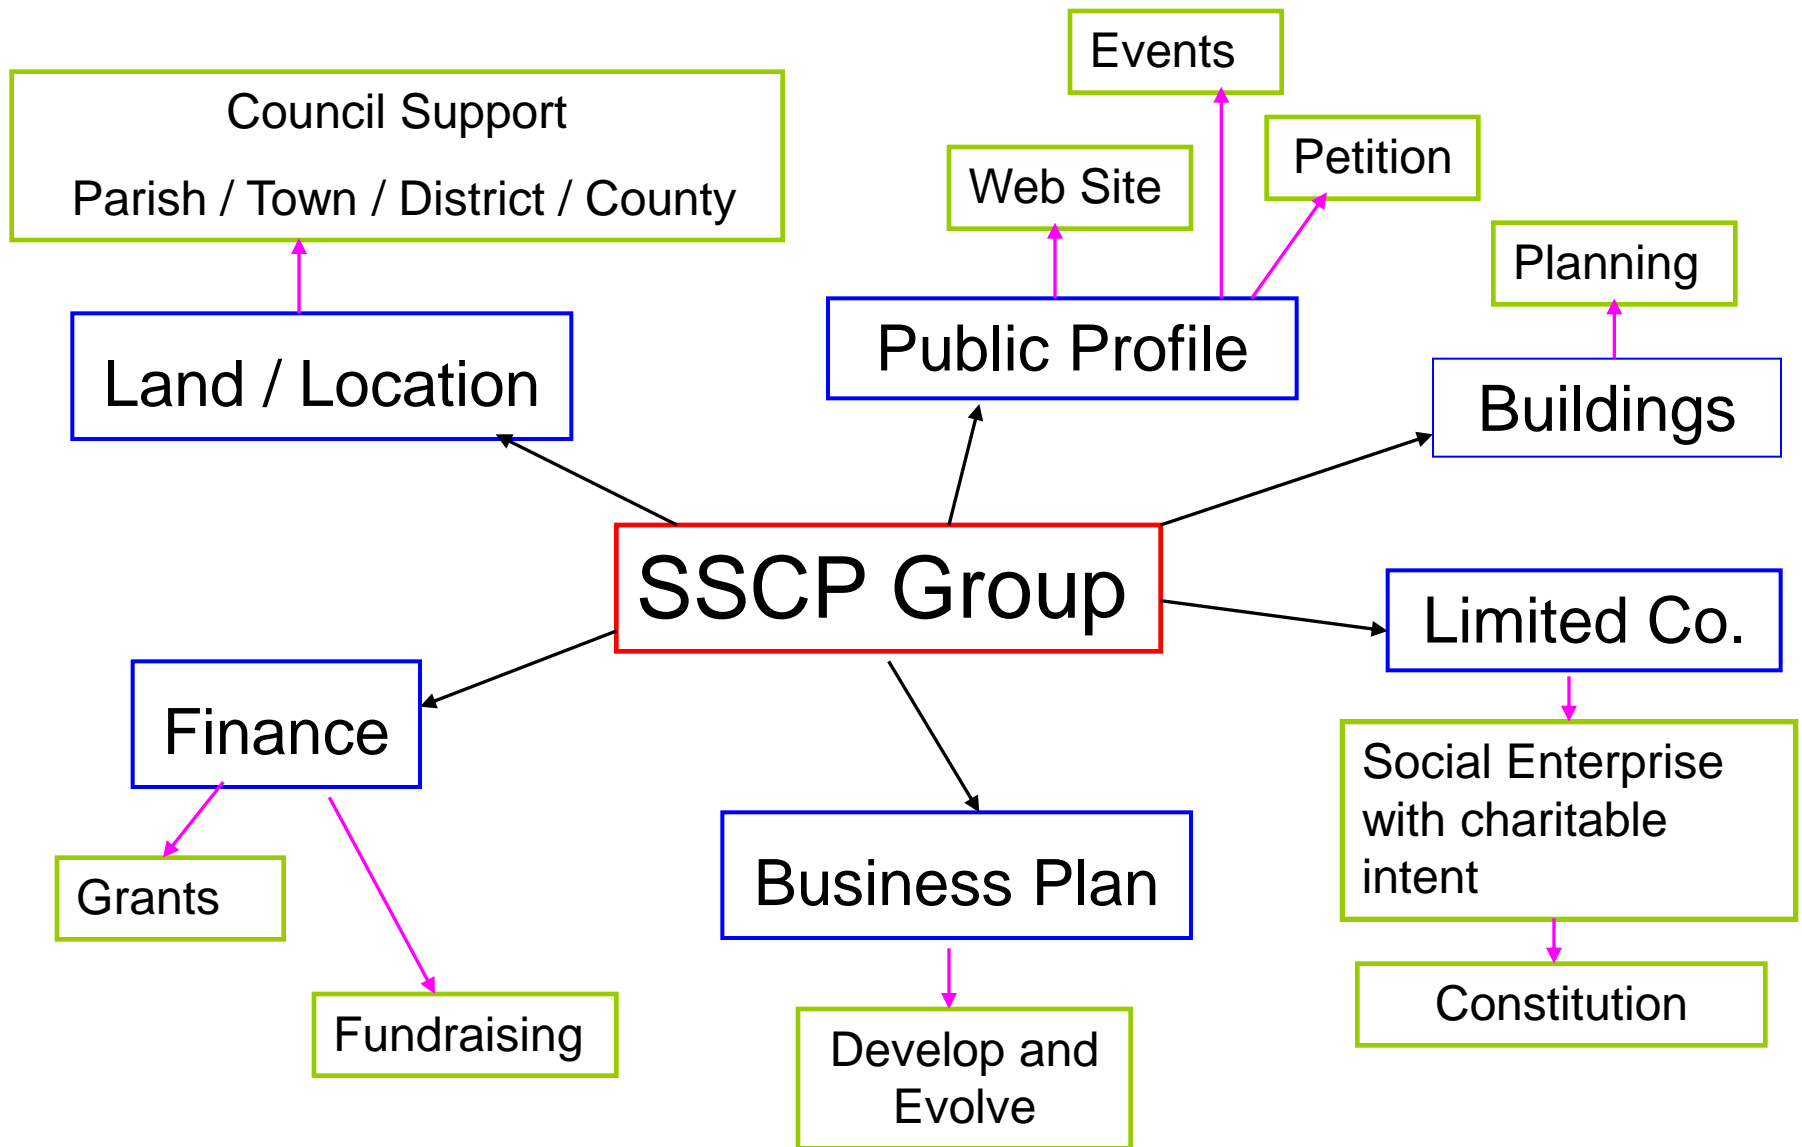 Events
Council Support
Parish / Town / District / County
Petition
Web Site
Planning
Land / Location
Public Profile
Buildings
SSCP Group
Limited Co.
Finance
Social Enterprise
with charitable
intent
Business Plan
Grants
Constitution
Fundraising
Develop and
Evolve